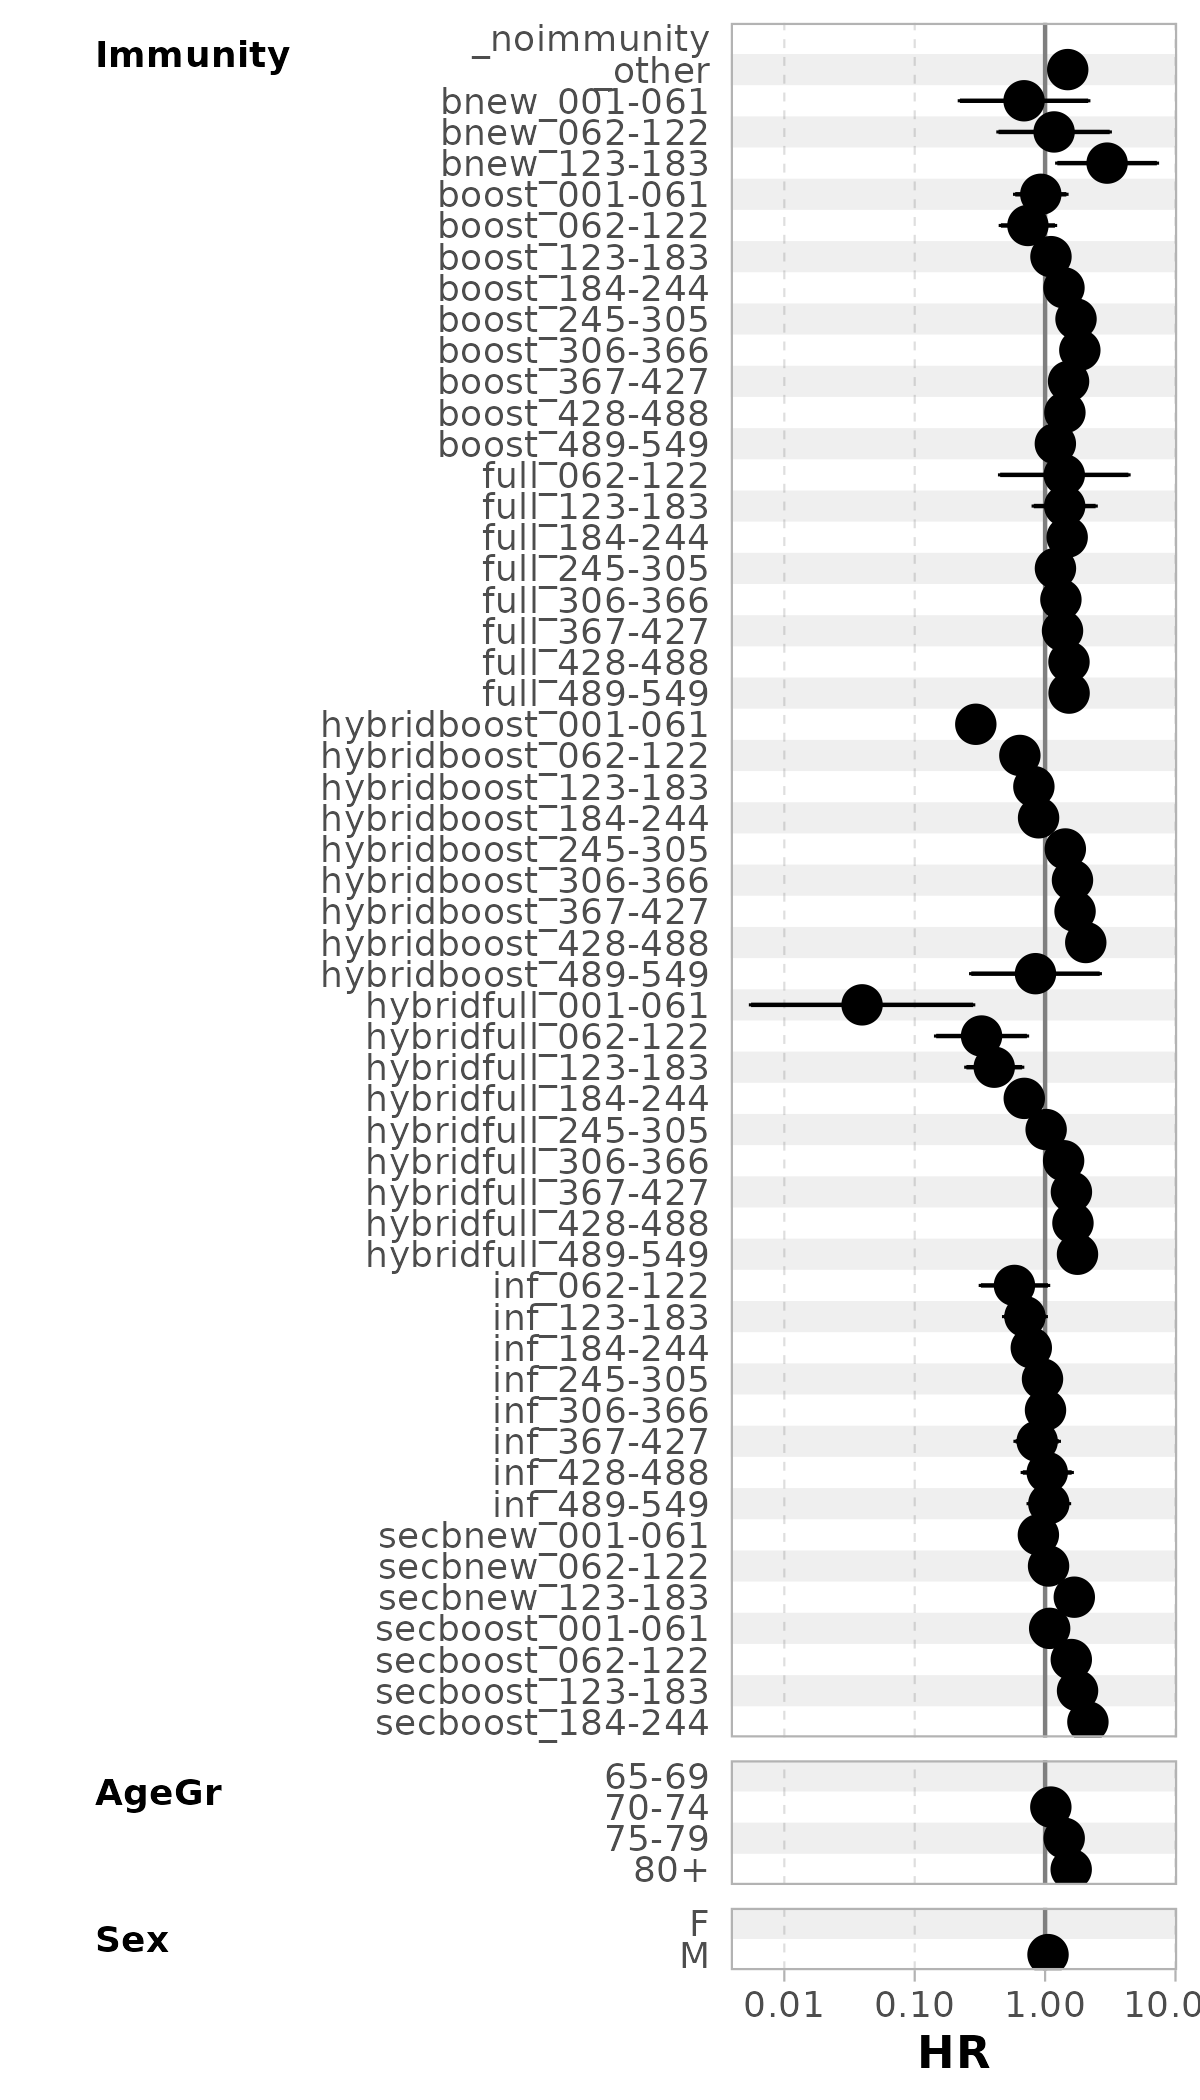 Immunity
_noimmunity
_other
bnew_001-061
bnew_062-122
bnew_123-183
boost_001-061
boost_062-122
boost_123-183
boost_184-244
boost_245-305
boost_306-366
boost_367-427
boost_428-488
boost_489-549
full_062-122
full_123-183
full_184-244
full_245-305
full_306-366
full_367-427
full_428-488
full_489-549
hybridboost_001-061
hybridboost_062-122
hybridboost_123-183
hybridboost_184-244
hybridboost_245-305
hybridboost_306-366
hybridboost_367-427
hybridboost_428-488
hybridboost_489-549
hybridfull_001-061
hybridfull_062-122
hybridfull_123-183
hybridfull_184-244
hybridfull_245-305
hybridfull_306-366
hybridfull_367-427
hybridfull_428-488
hybridfull_489-549
inf_062-122
inf_123-183
inf_184-244
inf_245-305
inf_306-366
inf_367-427
inf_428-488
inf_489-549
secbnew_001-061
secbnew_062-122
secbnew_123-183
secboost_001-061
secboost_062-122
secboost_123-183
secboost_184-244
AgeGr
65-69
70-74
75-79
80+
Sex
F
M
0.01 0.10 1.00 10.0
HR